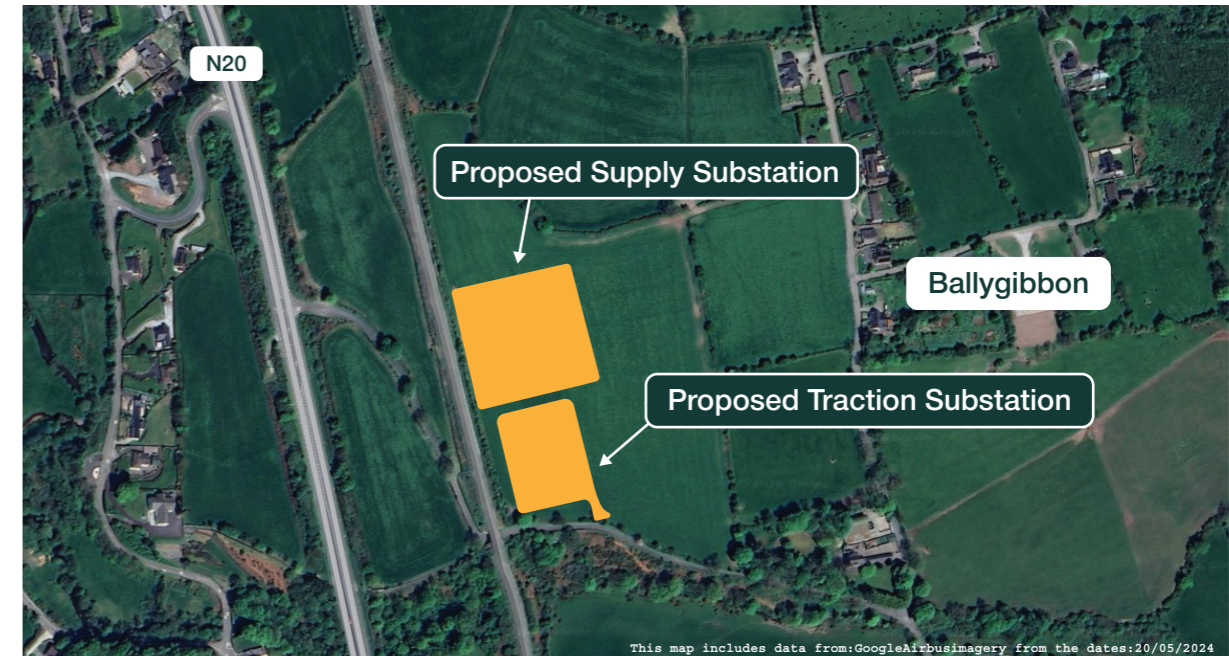 N20
Proposed Supply Substation
Ballygibbon
Proposed Traction Substation
This map includes data from:GoogleAirbusimagery from the dates:20/05/2024